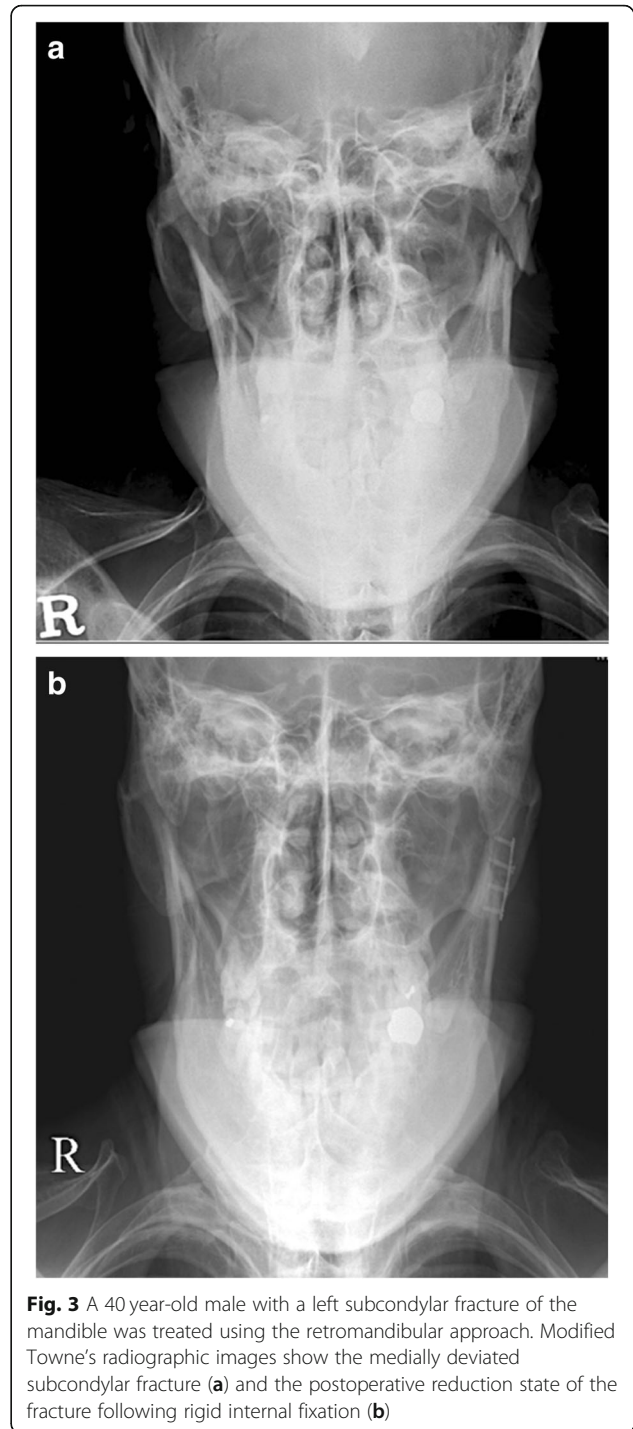 a
R
b
R
Fig. 3 A 40 year-old male with a left subcondylar fracture of the
mandible was treated using the retromandibular approach. Modified
Towne's radiographic images show the medially deviated
subcondylar fracture (a) and the postoperative reduction state of the
fracture following rigid internal fixation (b)